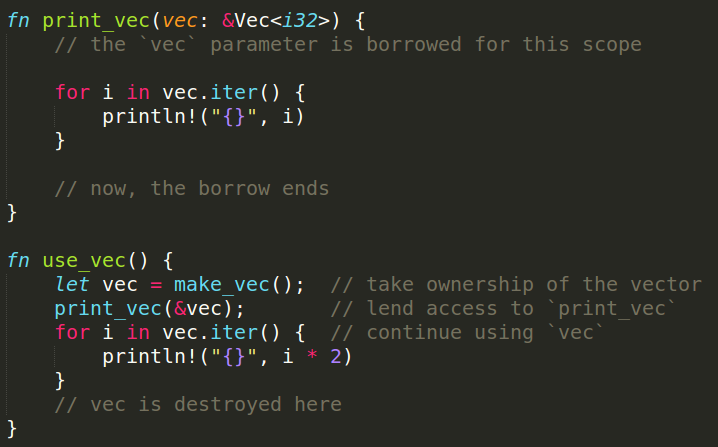 fn print_vec(vec: &Vec<i32>) {
    // the `vec` parameter is borrowed for this scope

    for i in vec.iter() {
        println!("{}", i)
    }

    // now, the borrow ends
}

fn use_vec() {
    let vec = make_vec();  // take ownership of the vector
    print_vec(&vec);       // lend access to `print_vec`
    for i in vec.iter() {  // continue using `vec`
        println!("{}", i * 2)
    }
    // vec is destroyed here
}